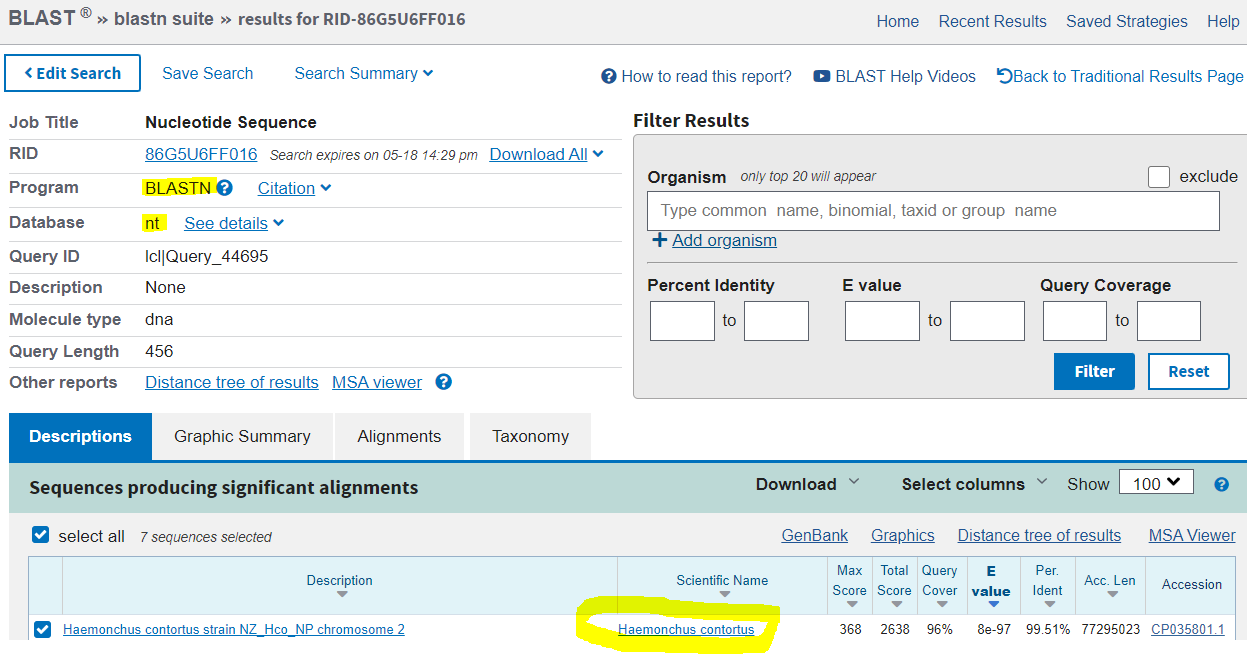 BLAST ® » blastn suite » results for RID-86G5U6FF016
Home Recent Results Saved Strategies Help
Edit Search Save Search Search Summary
How to read this report? BLAST Help Videos Back to Traditional Results Page
Job Title Nucleotide Sequence
RID 86G5U6FF016 Search expires on 05-18 14:29 pm Download All
Program BLASTN Citation
Database nt See details
Query ID lcl|Query_44695
Description None
Molecule type dna
Query Length 456
Other reports Distance tree of results MSA viewer
Filter Results
Organism only top 20 will appear exclude
Type common name, binomial, taxid or group name
Add organism
Percent Identity E value Query Coverage
to to to
Filter Reset
Descriptions Graphic Summary Alignments Taxonomy
Sequences producing significant alignments Download Select columns Show 100
select all 7 sequences selected GenBank Graphics Distance tree of results MSA Viewer
Description Scientific Name Max Score Total Score Query Cover E value Per. Ident Acc. Len Accession
Haemonchus contortus strain NZ_Hco_NP chromosome 2 Haemonchus contortus 368 2638 96% 8e-97 99.51% 77295023 CP035801.1